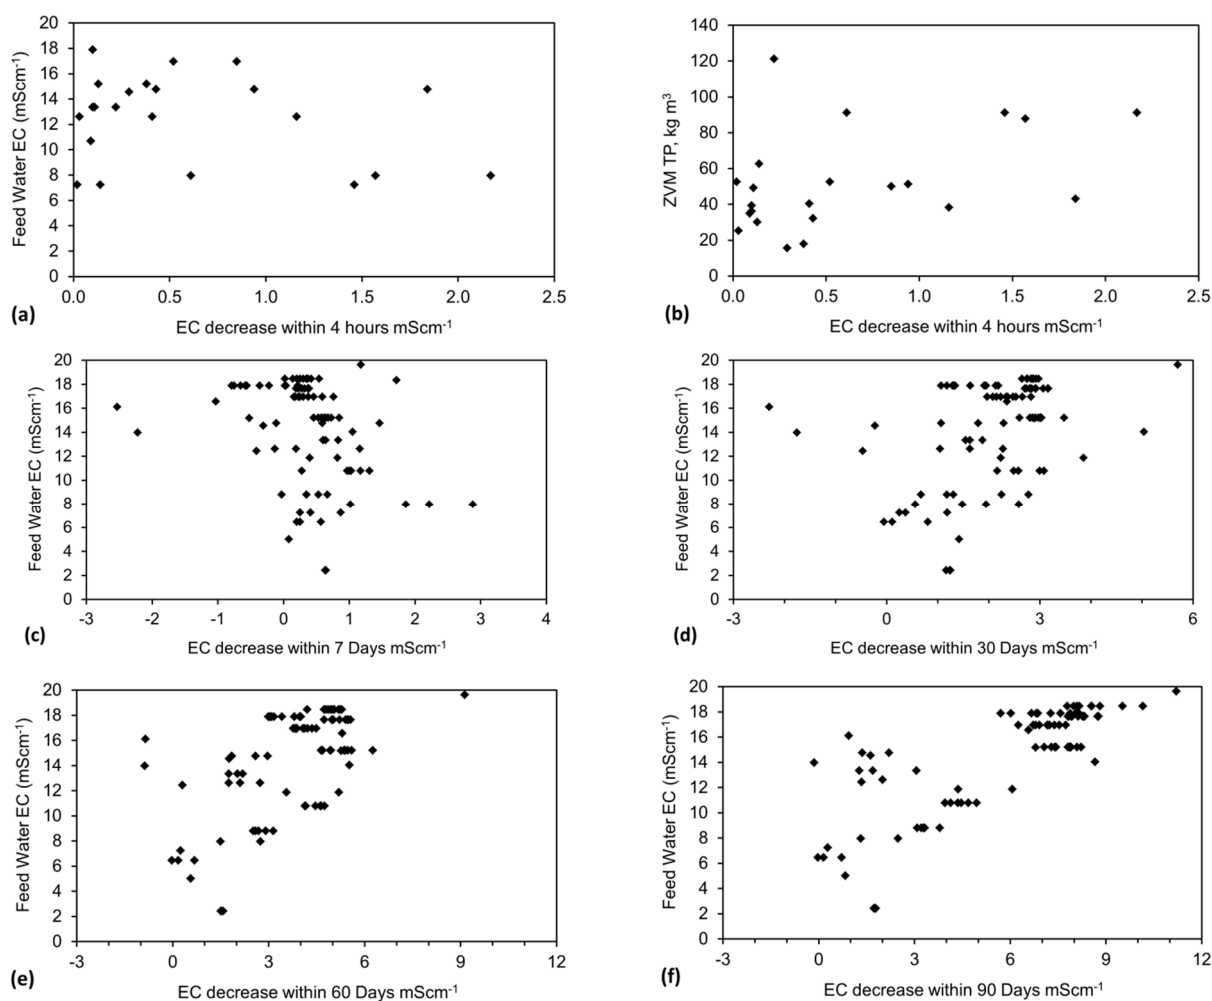 20
18
16
14
12
10
8
6
4
2
0
Feed Water EC (mScm-1)
0.0 0.5 1.0 1.5 2.0 2.5
(a)
EC decrease within 4 hours mScm-1
140
120
100
80
60
40
20
0
ZVM TP, kg m3
0.0 0.5 1.0 1.5 2.0 2.5
(b)
EC decrease within 4 hours mScm-1
20
18
16
14
12
10
8
6
4
2
0
Feed Water EC (mScm-1)
-3 -2 -1 0 1 2 3 4
(c)
EC decrease within 7 Days mScm-1
20
18
16
14
12
10
8
6
4
2
0
Feed Water EC (mScm-1)
-3 0 3 6
(d)
EC decrease within 30 Days mScm-1
20
18
16
14
12
10
8
6
4
2
0
Feed Water EC (mScm-1)
-3 0 3 6 9 12
(e)
EC decrease within 60 Days mScm-1
20
18
16
14
12
10
8
6
4
2
0
Feed Water EC (mScm-1)
-3 0 3 6 9 12
(f)
EC decrease within 90 Days mScm-1